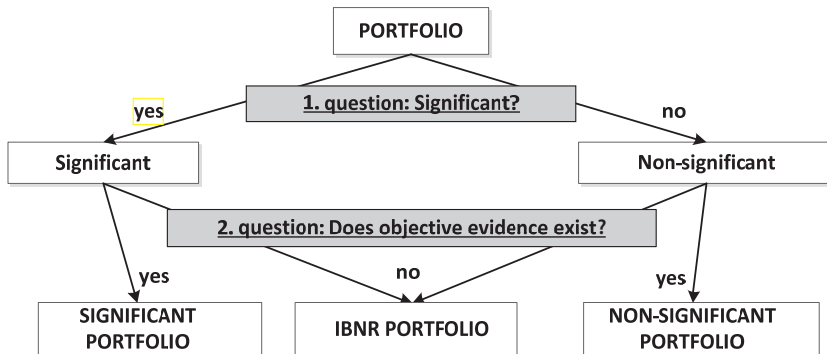 PORTFOLIO
1. question: Significant?
yes
no
Significant
Non-significant
2. question: Does objective evidence exist?
yes
no
yes
SIGNIFICANT
PORTFOLIO
IBNR PORTFOLIO
NON-SIGNIFICANT
PORTFOLIO